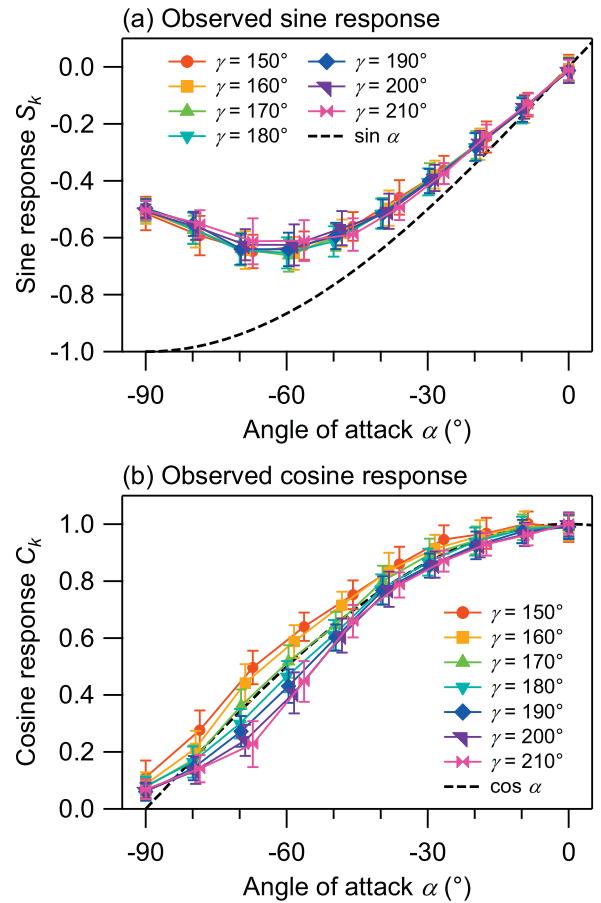 (a) Observed sine response
0.0
-0.2
-0.4
-0.6
-0.8
-1.0
Sine response Sₖ
γ = 150°
γ = 160°
γ = 170°
γ = 180°
γ = 190°
γ = 200°
γ = 210°
sin α
-90
-60
-30
0
Angle of attack α (°)
(b) Observed cosine response
1.0
0.8
0.6
0.4
0.2
0.0
Cosine response Cₖ
γ = 150°
γ = 160°
γ = 170°
γ = 180°
γ = 190°
γ = 200°
γ = 210°
cos α
-90
-60
-30
0
Angle of attack α (°)